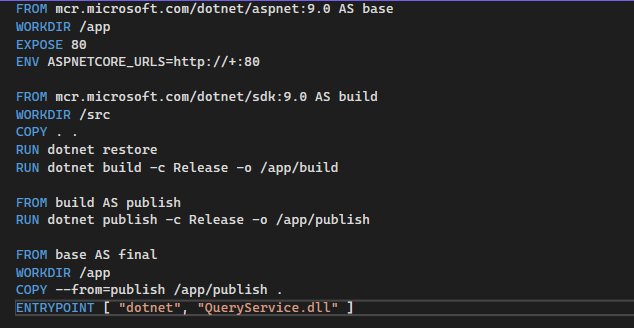 FROM mcr.microsoft.com/dotnet/aspnet:9.0 AS base
WORKDIR /app
EXPOSE 80
ENV ASPNETCORE_URLS=http://+:80

FROM mcr.microsoft.com/dotnet/sdk:9.0 AS build
WORKDIR /src
COPY . .
RUN dotnet restore
RUN dotnet build -c Release -o /app/build

FROM build AS publish
RUN dotnet publish -c Release -o /app/publish

FROM base AS final
WORKDIR /app
COPY --from=publish /app/publish .
ENTRYPOINT [ "dotnet", "QueryService.dll" ]